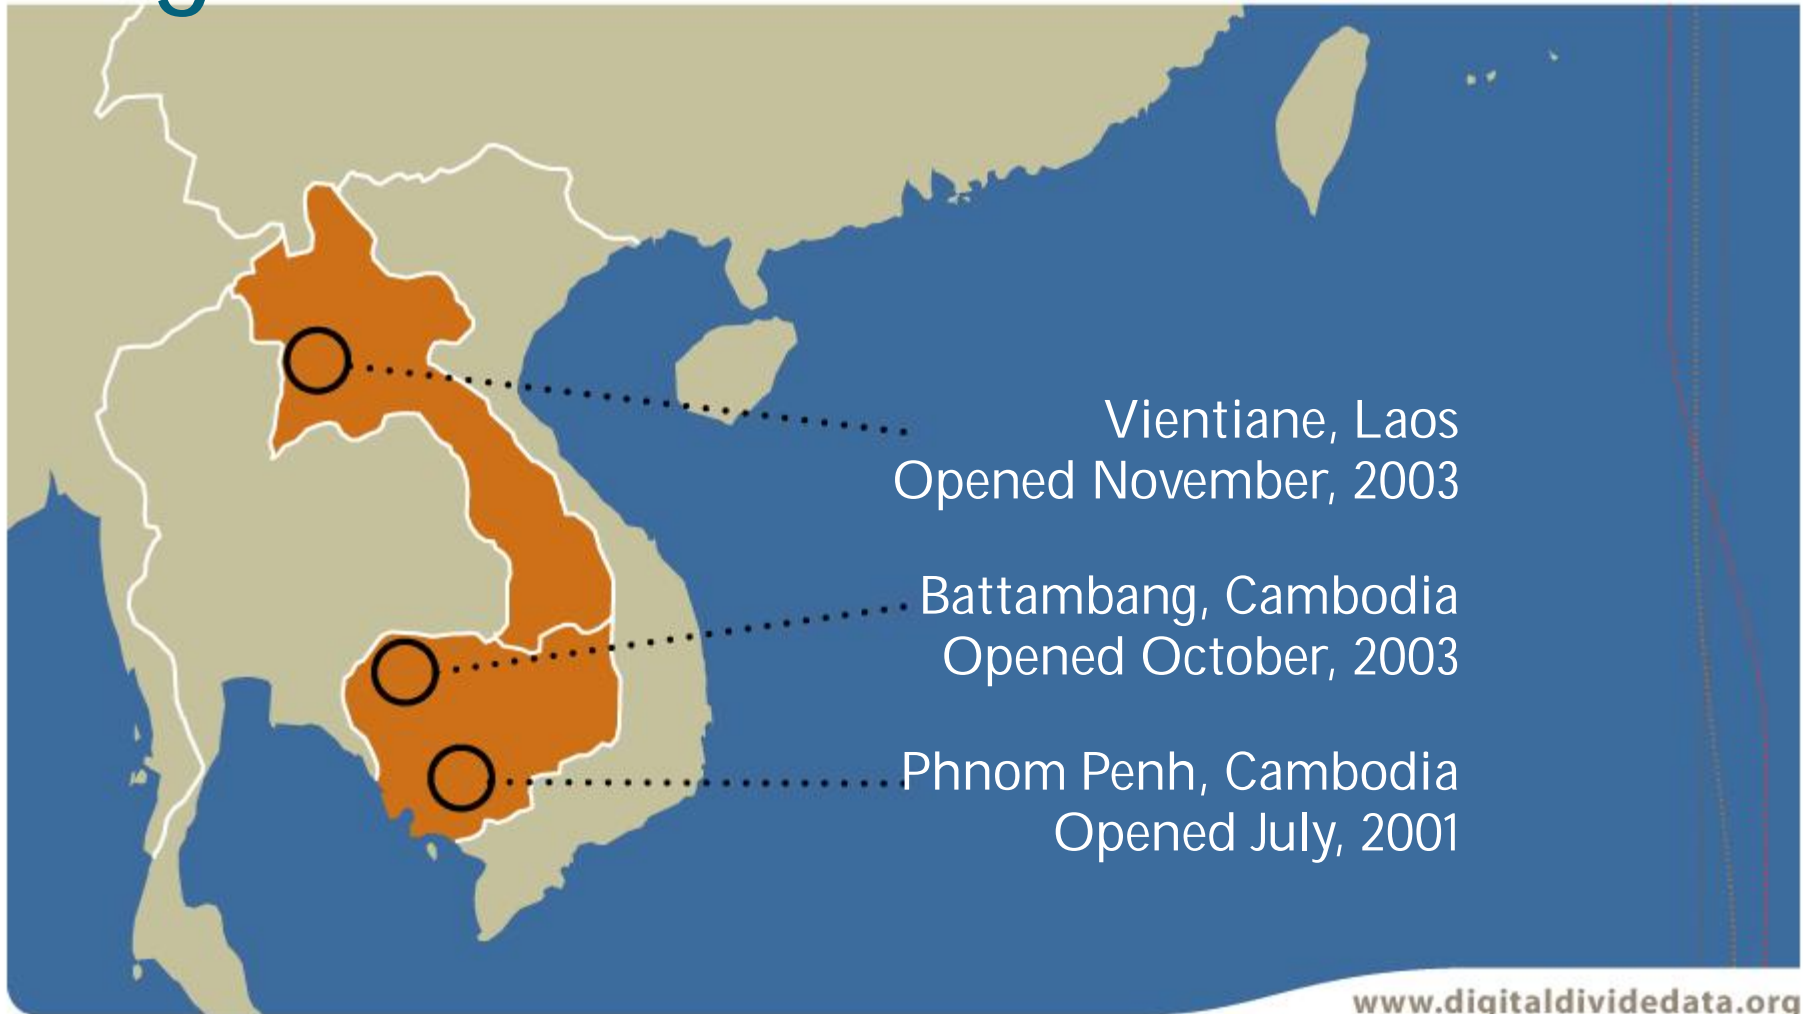 Vientiane, Laos
Opened November, 2003
Battambang, Cambodia
Opened October, 2003
Phnom Penh, Cambodia
Opened July, 2001
www.digitaldividedata.org